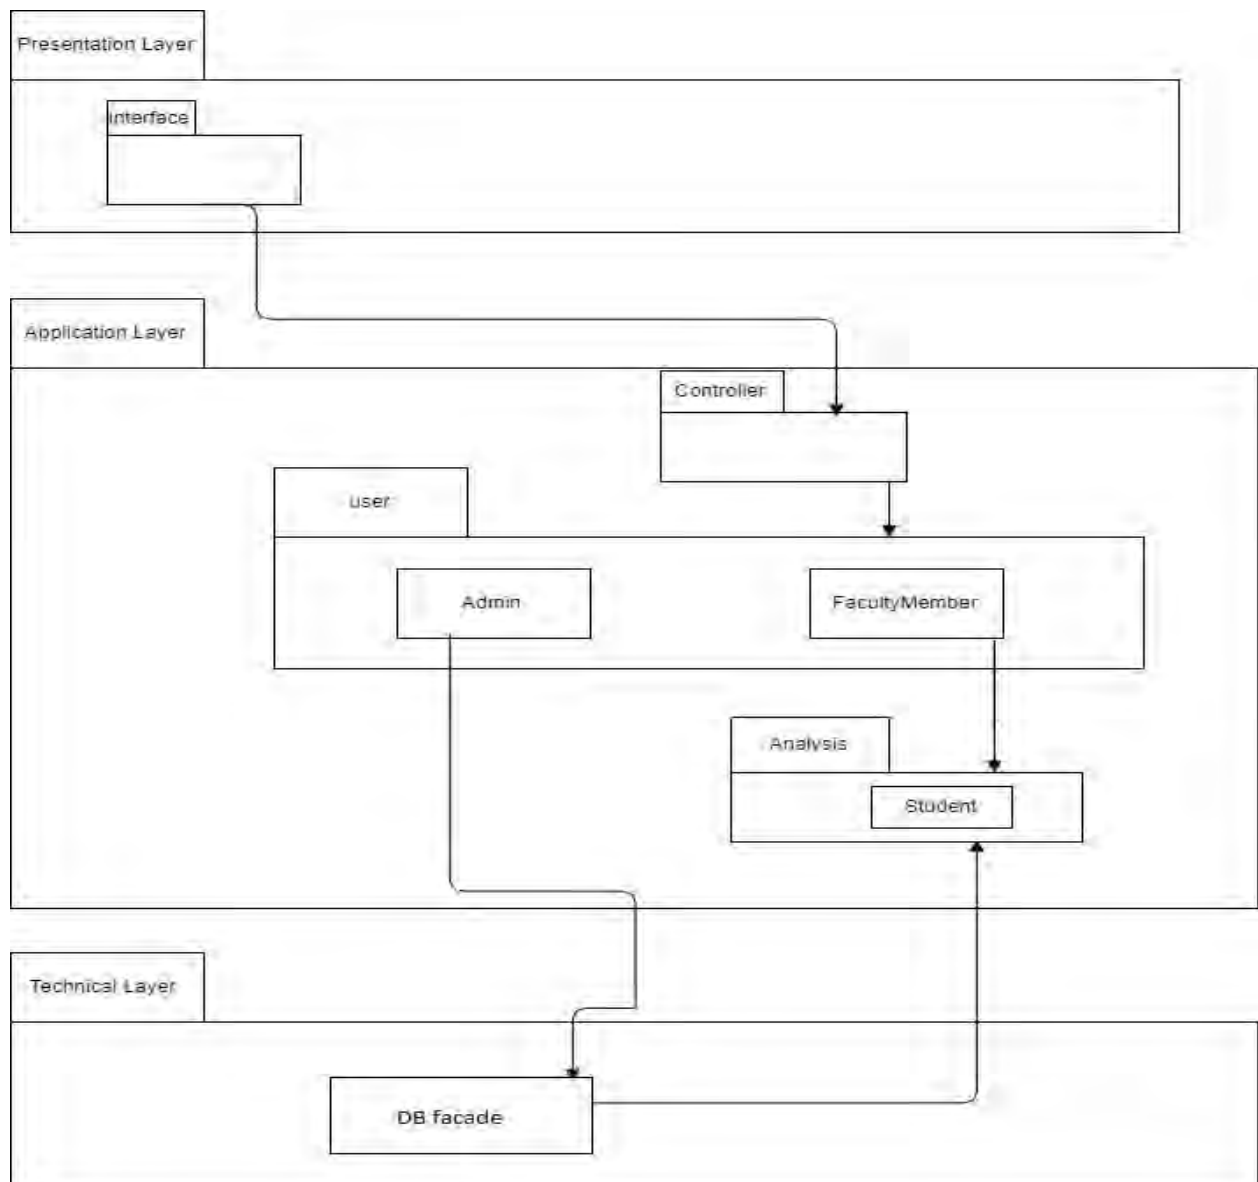 Presentation Layer
interface
Application Layer
Controller
user
Admin
FacultyMember
Analysis
Student
Technical Layer
DB facade